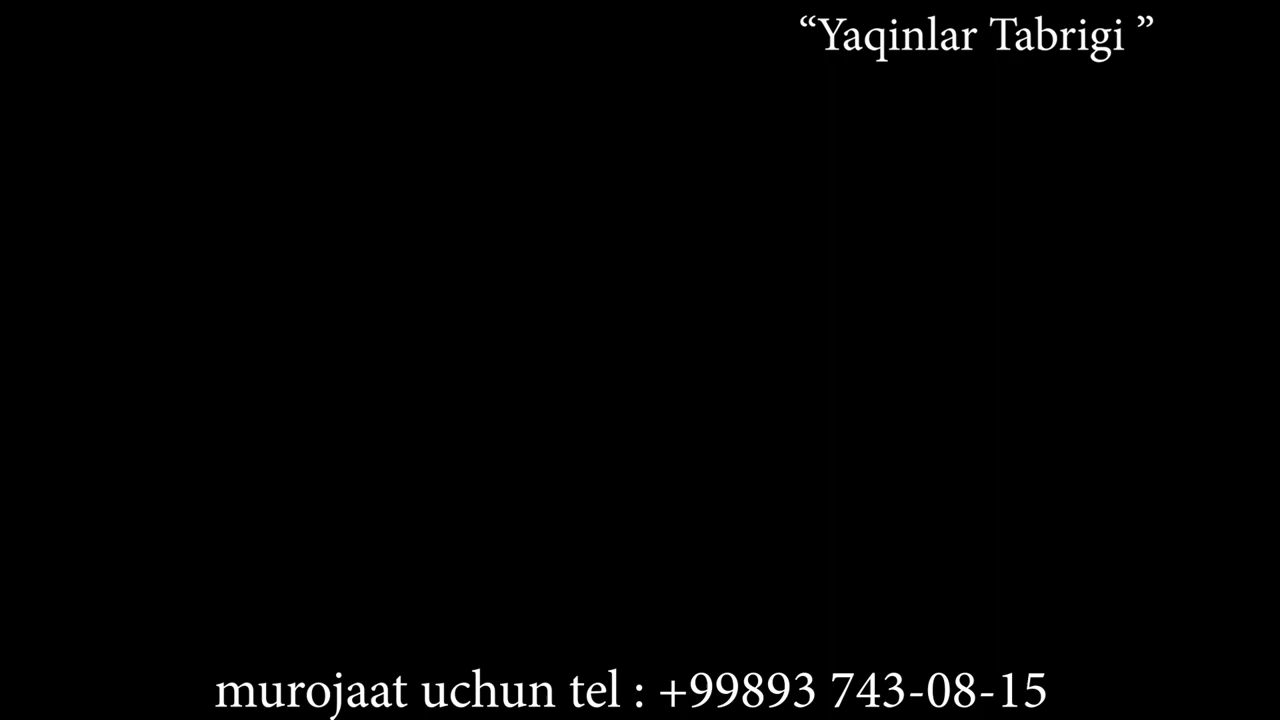 “Yaqinlar Tabrigi ”
murojaat uchun tel : +99893 743-08-15